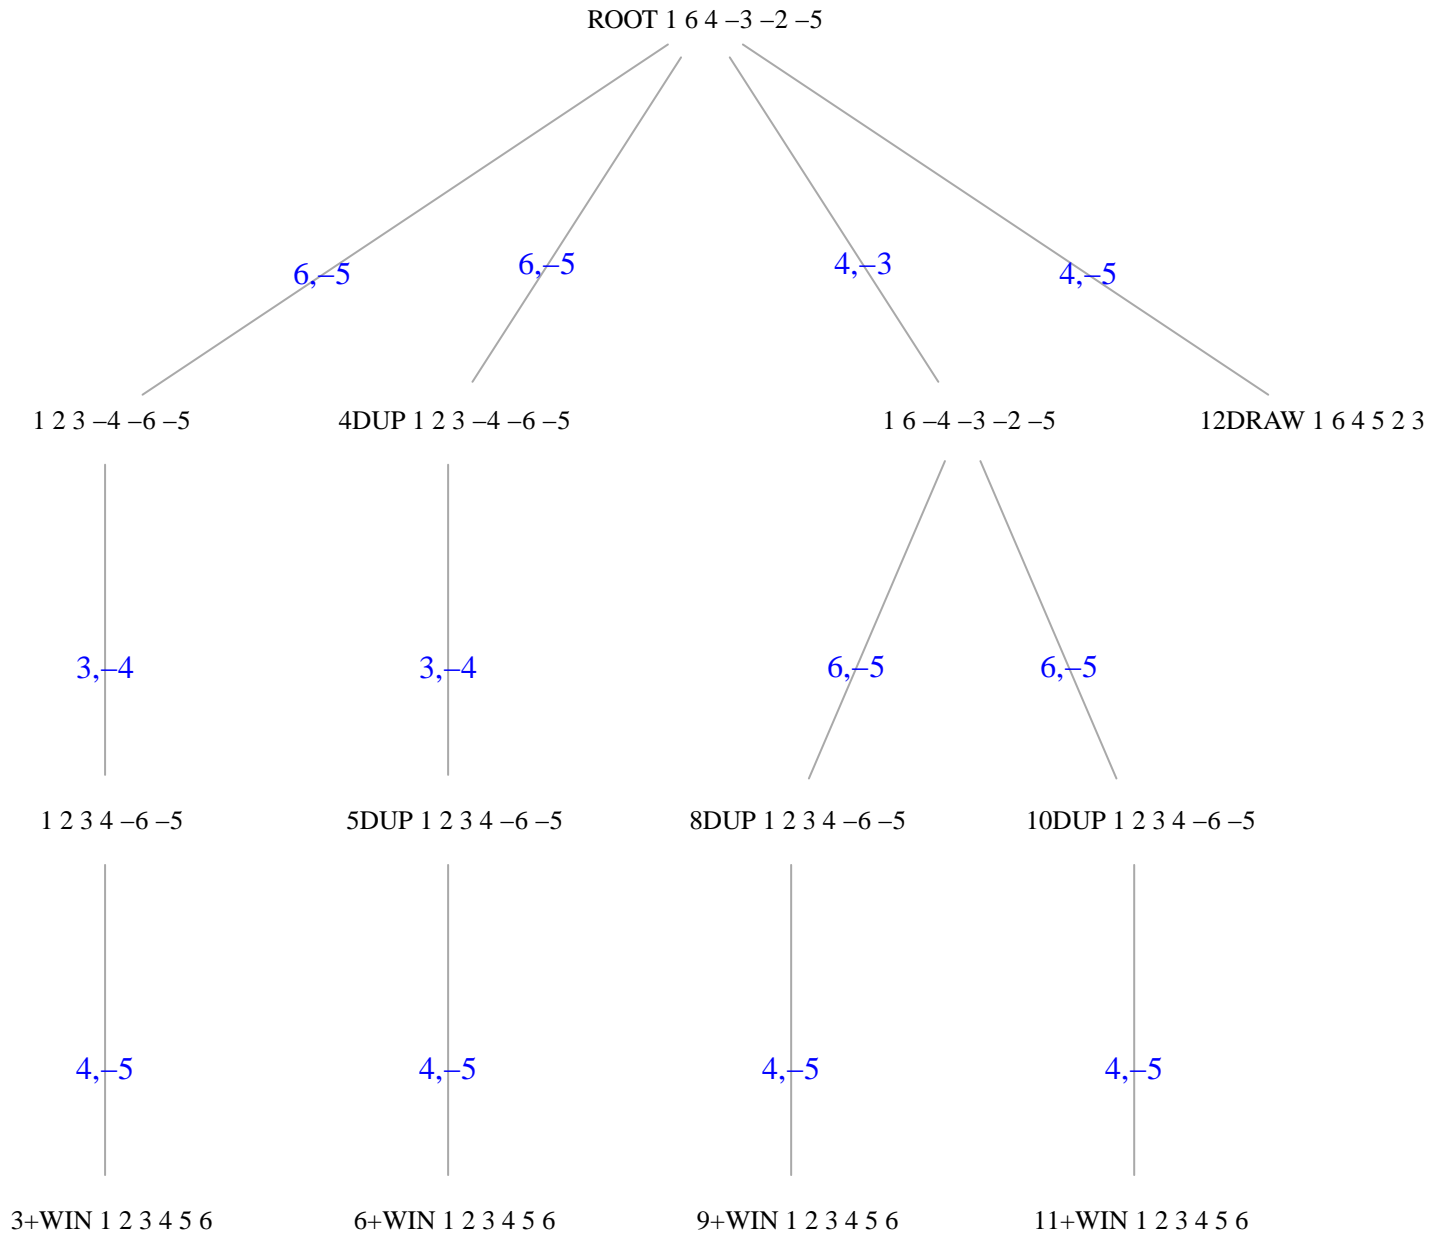 ROOT 1 6 4 –3 –2 –5
6,–5
6,–5
4,–3
4,–5
1 2 3 –4 –6 –5
4DUP 1 2 3 –4 –6 –5
1 6 –4 –3 –2 –5
12DRAW 1 6 4 5 2 3
3,–4
3,–4
6,–5
6,–5
1 2 3 4 –6 –5
5DUP 1 2 3 4 –6 –5
8DUP 1 2 3 4 –6 –5
10DUP 1 2 3 4 –6 –5
4,–5
4,–5
4,–5
4,–5
3+WIN 1 2 3 4 5 6
6+WIN 1 2 3 4 5 6
9+WIN 1 2 3 4 5 6
11+WIN 1 2 3 4 5 6